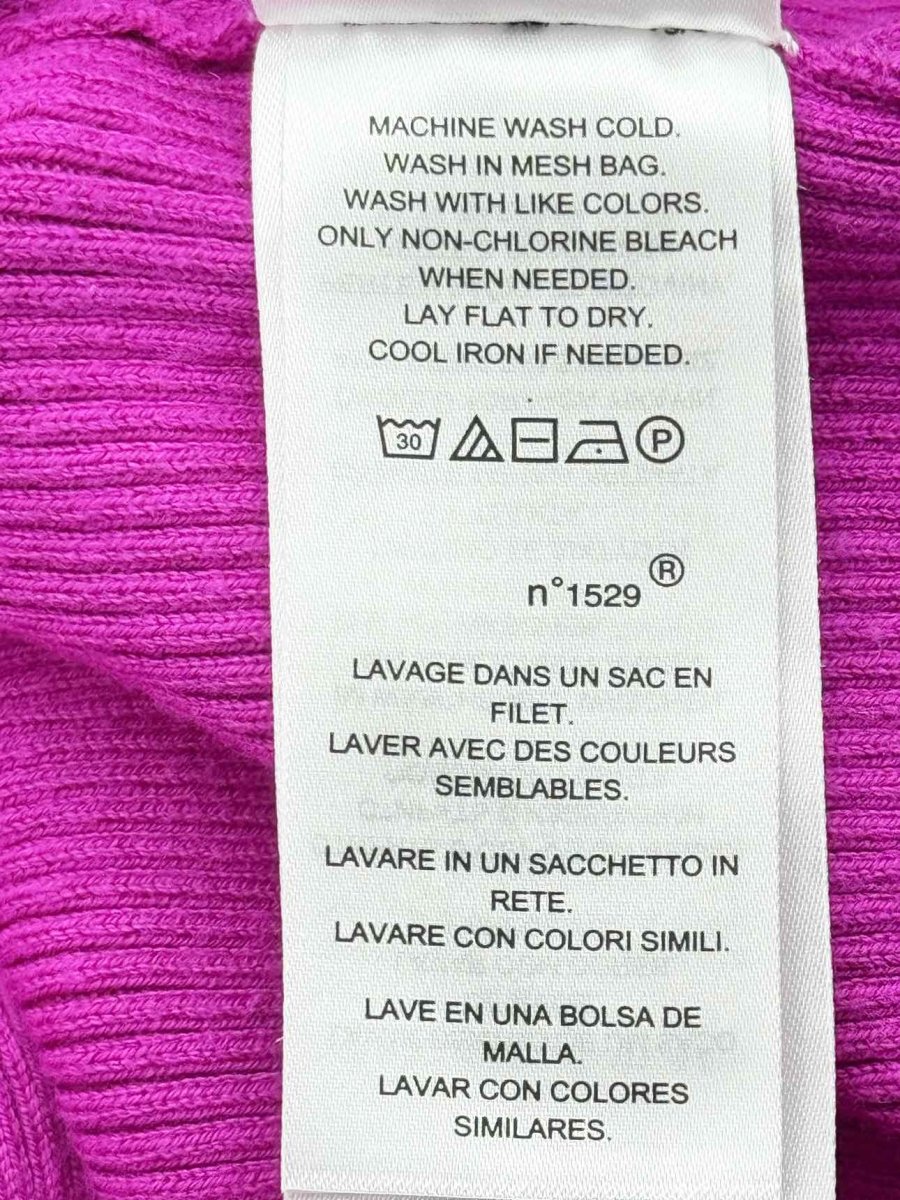 MACHINE WASH COLD.
WASH IN MESH BAG.
WASH WITH LIKE COLORS.
ONLY NON-CHLORINE BLEACH
WHEN NEEDED.
LAY FLAT TO DRY.
COOL IRON IF NEEDED.
30 P
n°1529®
LAVAGE DANS UN SAC EN
FILET.
LAVER AVEC DES COULEURS
SEMBLABLES.
LAVARE IN UN SACCHETTO IN
RETE.
LAVARE CON COLORI SIMILI.
LAVE EN UNA BOLSA DE
MALLA.
LAVAR CON COLORES
SIMILARES.